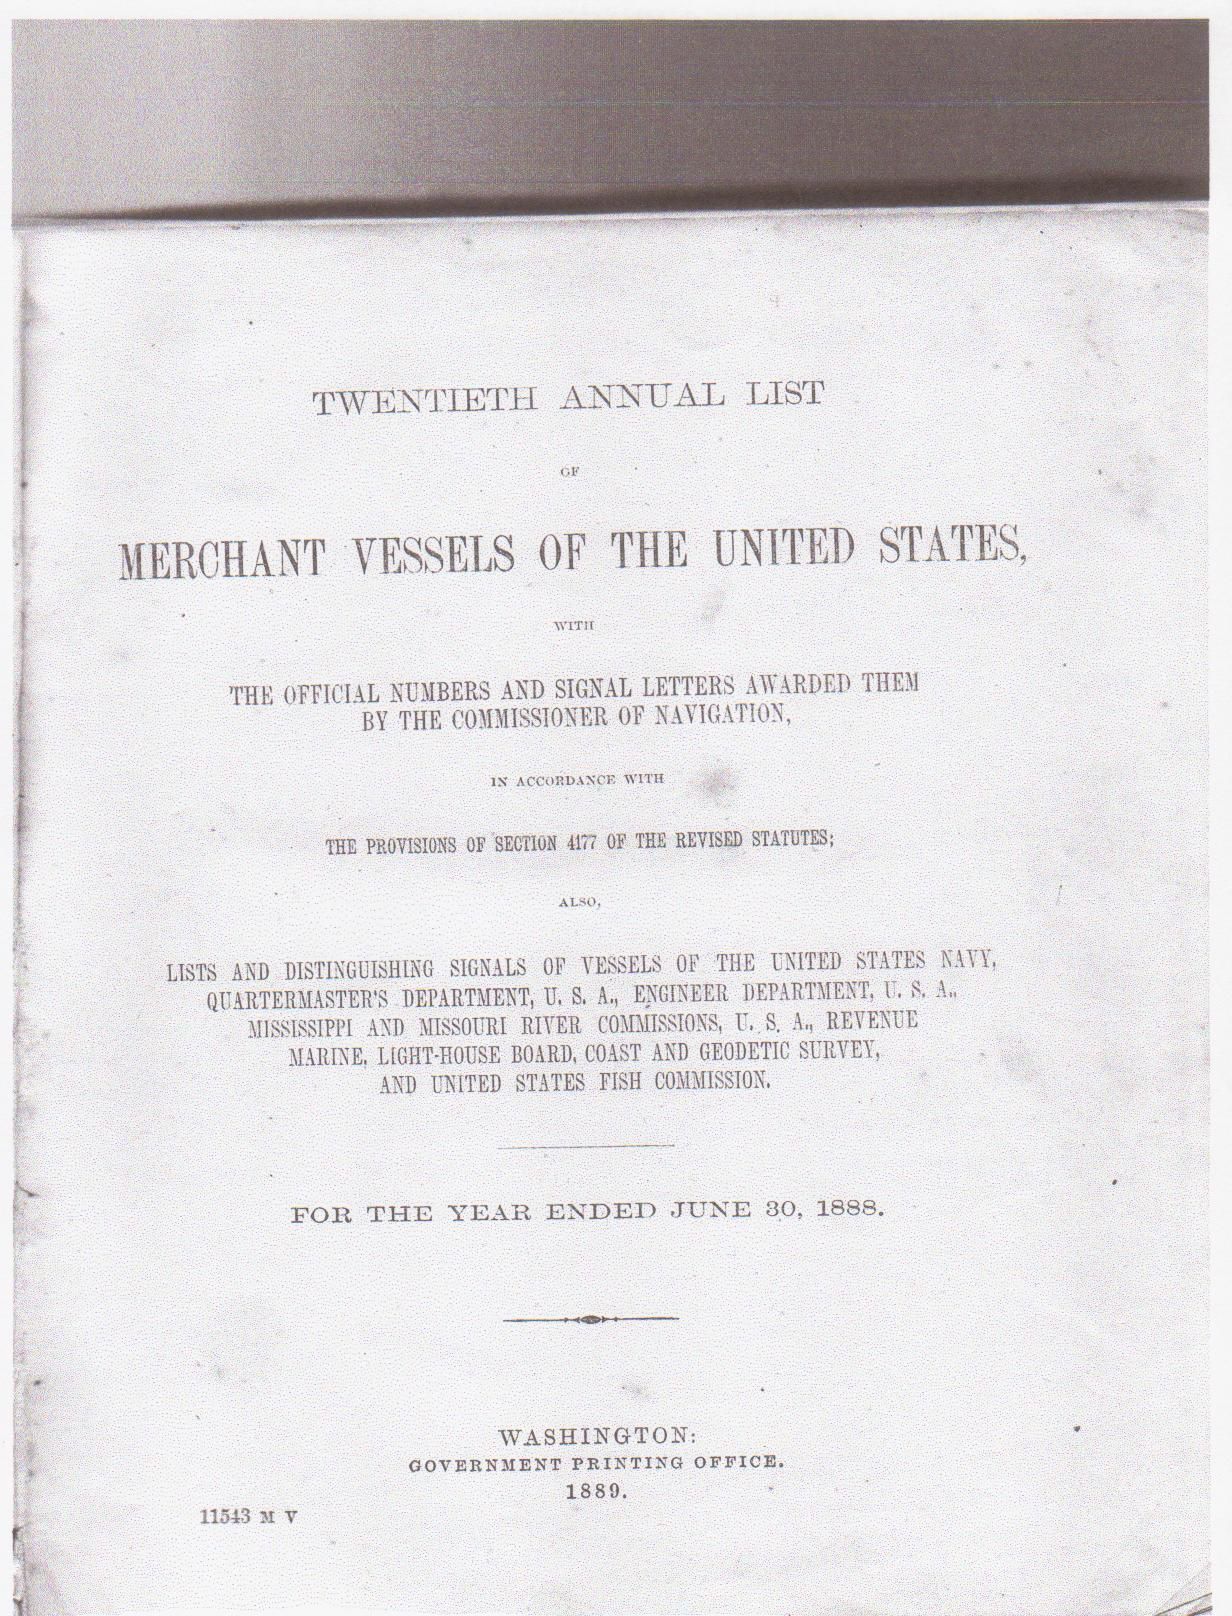 TWENTIETH ANNUAL LIST
OF
MERCHANT VESSELS OF THE UNITED STATES,
WITH
THE OFFICIAL NUMBERS AND SIGNAL LETTERS AWARDED THEM
BY THE COMMISSIONER OF NAVIGATION,
IN ACCORDANCE WITH
THE PROVISIONS OF SECTION 4177 OF THE REVISED STATUTES;
ALSO,
LISTS AND DISTINGUISHING SIGNALS OF VESSELS OF THE UNITED STATES NAVY,
QUARTERMASTER'S DEPARTMENT, U. S. A., ENGINEER DEPARTMENT, U. S. A.,
MISSISSIPPI AND MISSOURI RIVER COMMISSIONS, U. S. A., REVENUE
MARINE, LIGHT-HOUSE BOARD, COAST AND GEODETIC SURVEY,
AND UNITED STATES FISH COMMISSION.
FOR THE YEAR ENDED JUNE 30, 1888.
WASHINGTON:
GOVERNMENT PRINTING OFFICE.
1889.
11543 M V